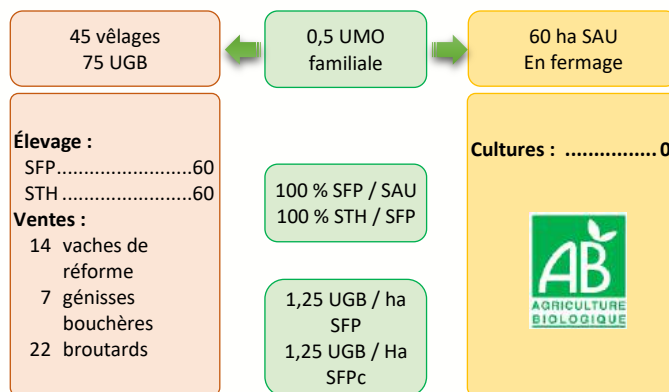 45 vêlages
75 UGB
0,5 UMO
familiale
60 ha SAU
En fermage
Élevage :
SFP.......................60
STH ......................60
Ventes :
14 vaches de
réforme
7 génisses
bouchères
22 broutards
100 % SFP / SAU
100 % STH / SFP
1,25 UGB / ha
SFP
1,25 UGB / Ha
SFPc
Cultures : ................0
AB
AGRICULTURE
BIOLOGIQUE